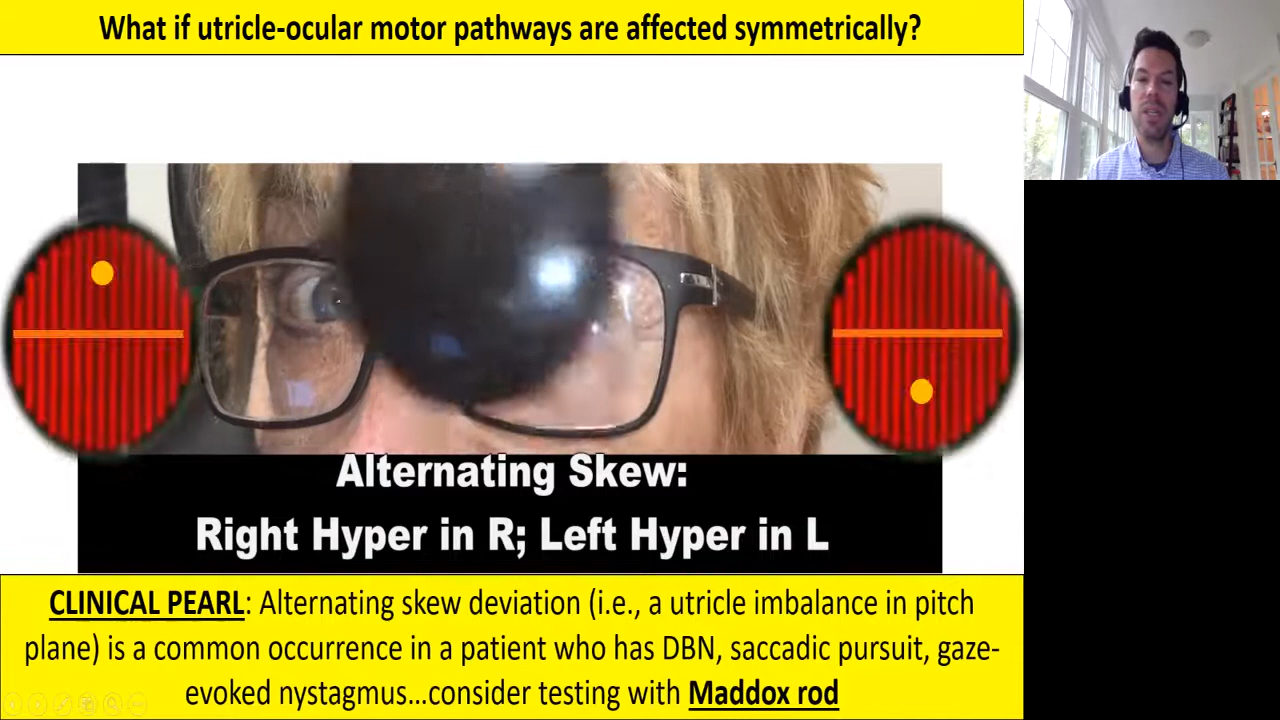 What if utricle-ocular motor pathways are affected symmetrically?
Alternating Skew:
Right Hyper in R; Left Hyper in L
CLINICAL PEARL: Alternating skew deviation (i.e., a utricle imbalance in pitch
plane) is a common occurrence in a patient who has DBN, saccadic pursuit, gaze-
evoked nystagmus...consider testing with Maddox rod